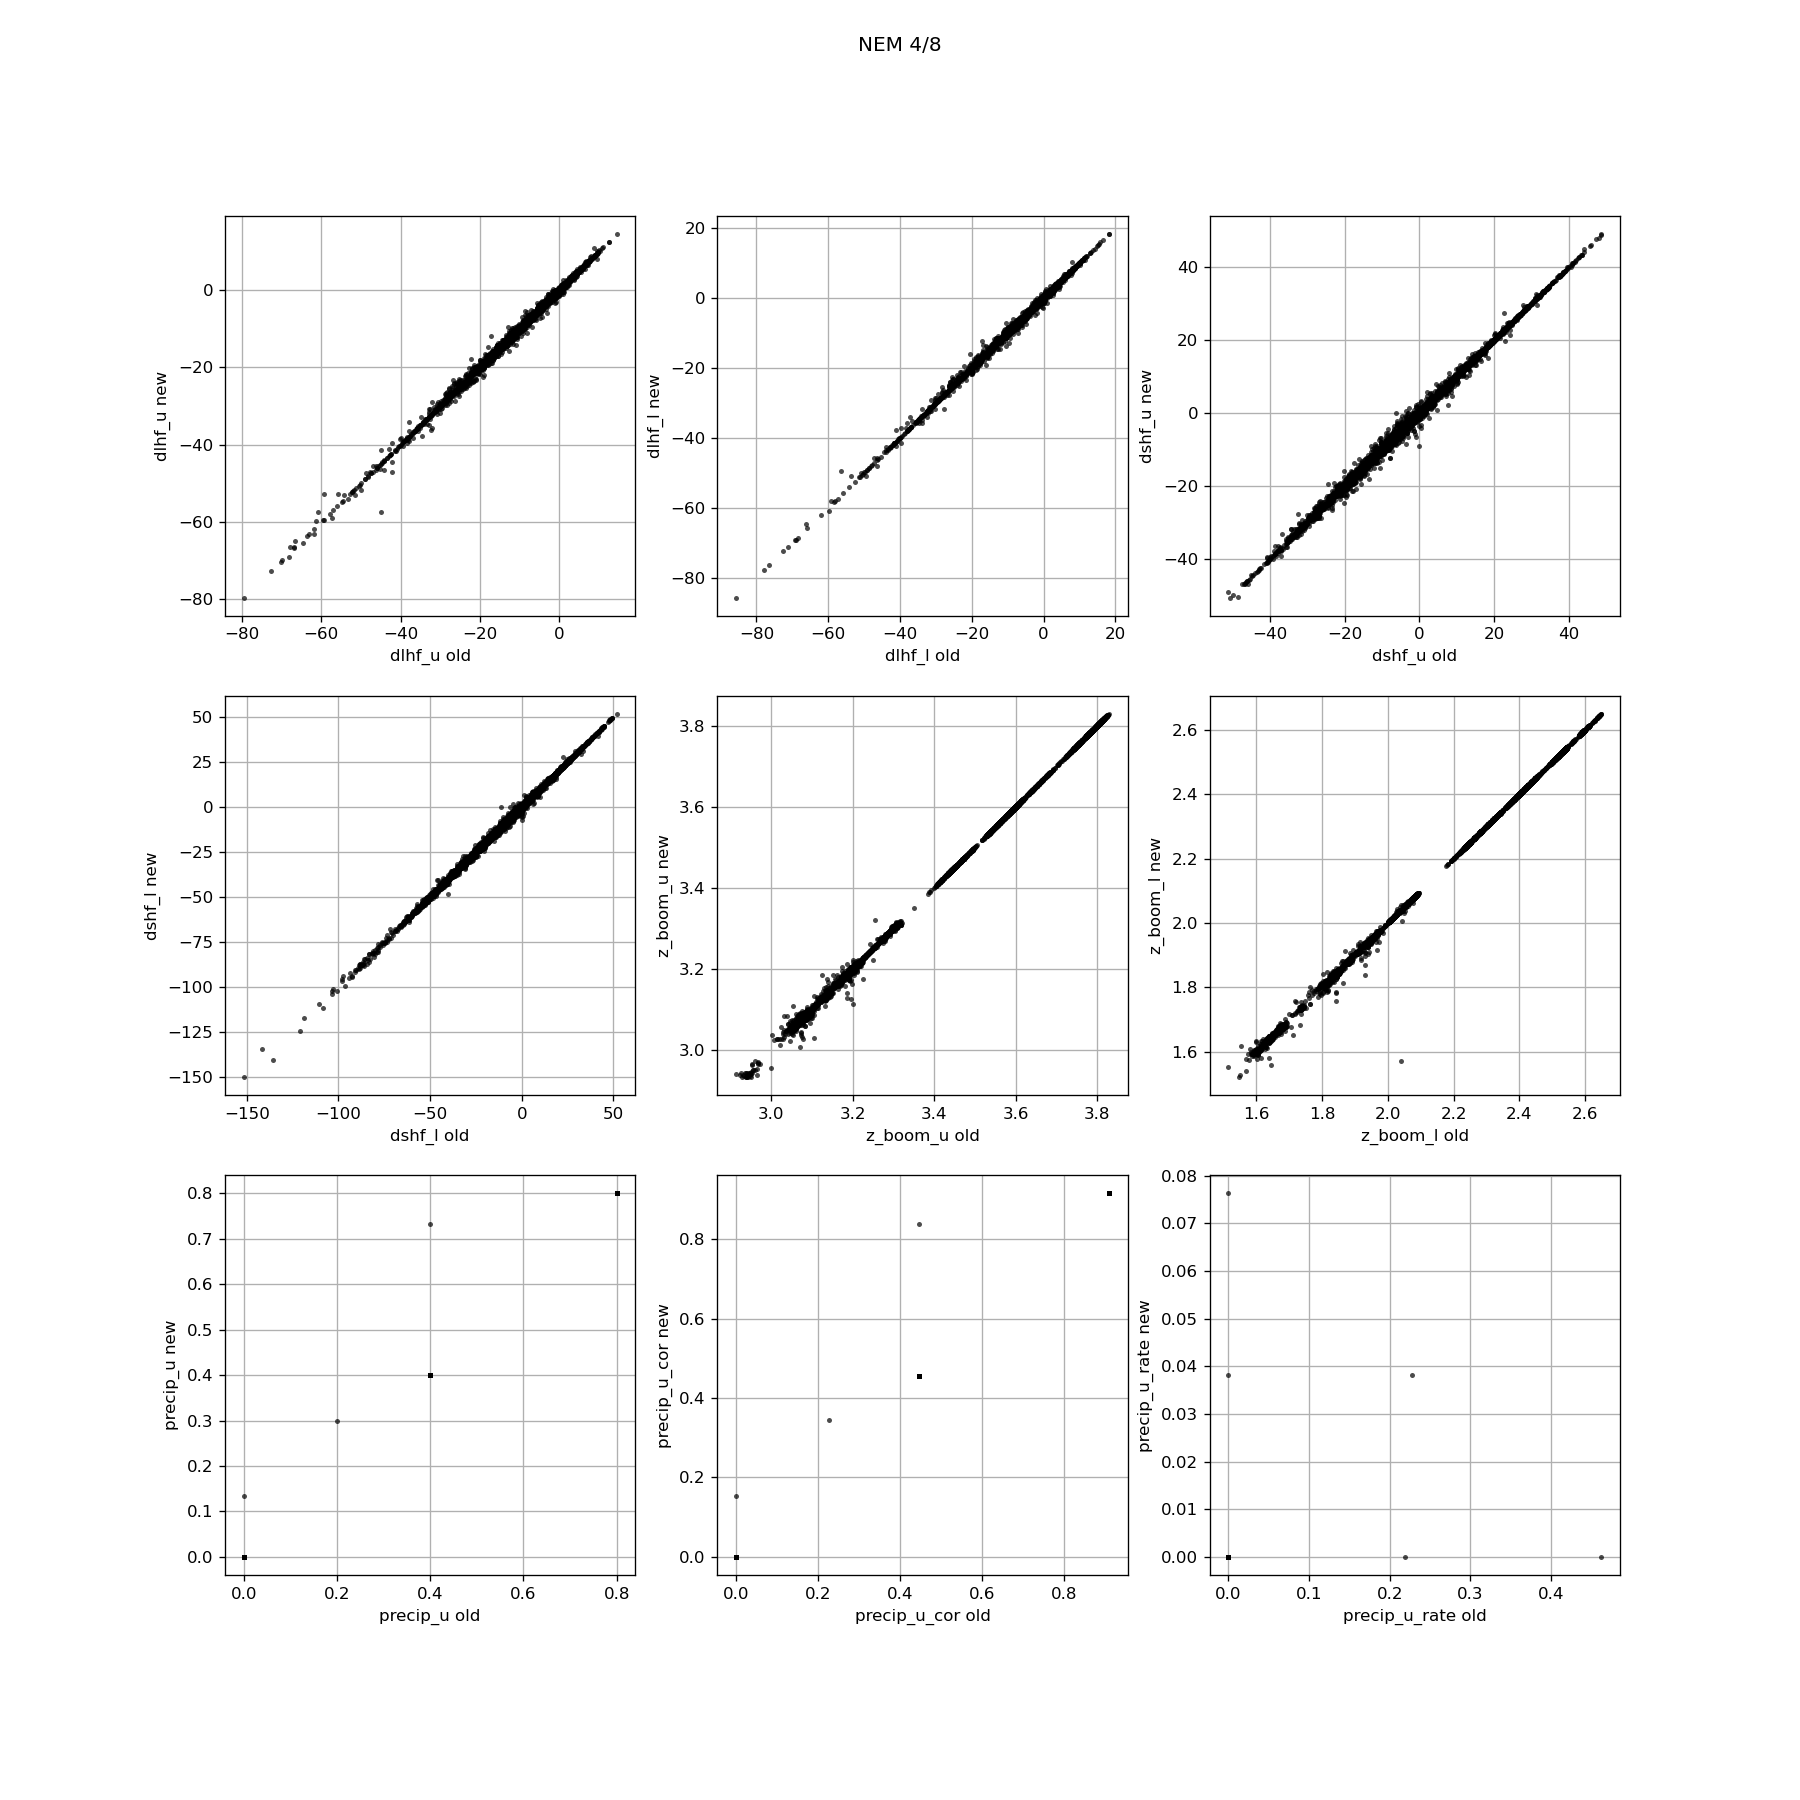 NEM 4/8
dlhf_u new
0
−20
−40
−60
−80
−80 −60 −40 −20 0
dlhf_u old
dlhf_l new
20
0
−20
−40
−60
−80
−80 −60 −40 −20 0 20
dlhf_l old
dshf_u new
40
20
0
−20
−40
−40 −20 0 20 40
dshf_u old
dshf_l new
50
25
0
−25
−50
−75
−100
−125
−150
−150 −100 −50 0 50
dshf_l old
z_boom_u new
3.8
3.6
3.4
3.2
3.0
3.0 3.2 3.4 3.6 3.8
z_boom_u old
z_boom_l new
2.6
2.4
2.2
2.0
1.8
1.6
1.6 1.8 2.0 2.2 2.4 2.6
z_boom_l old
precip_u new
0.8
0.7
0.6
0.5
0.4
0.3
0.2
0.1
0.0
0.0 0.2 0.4 0.6 0.8
precip_u old
precip_u_cor new
0.8
0.6
0.4
0.2
0.0
0.0 0.2 0.4 0.6 0.8
precip_u_cor old
precip_u_rate new
0.08
0.07
0.06
0.05
0.04
0.03
0.02
0.01
0.00
0.0 0.1 0.2 0.3 0.4
precip_u_rate old